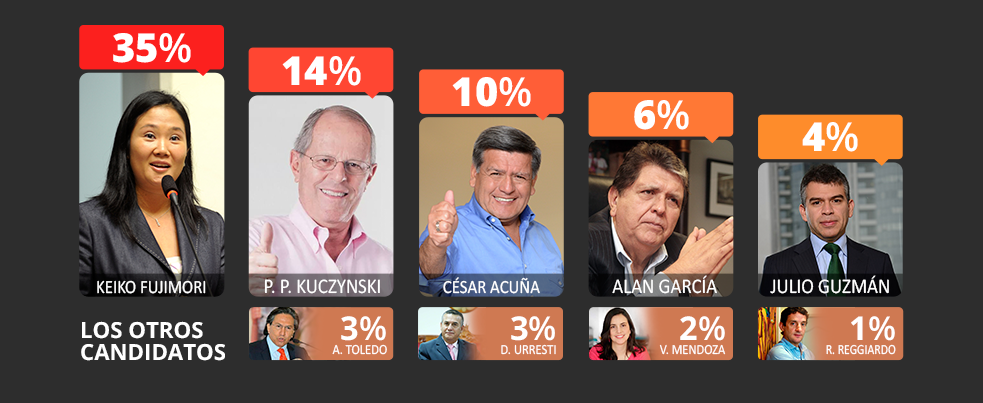 35%
KEIKO FUJIMORI
14%
P. P. KUCZYNSKI
10%
CÉSAR ACUÑA
6%
ALAN GARCÍA
4%
JULIO GUZMÁN
LOS OTROS
CANDIDATOS
3%
A. TOLEDO
3%
D. URRESTI
2%
V. MENDOZA
1%
R. REGGIARDO